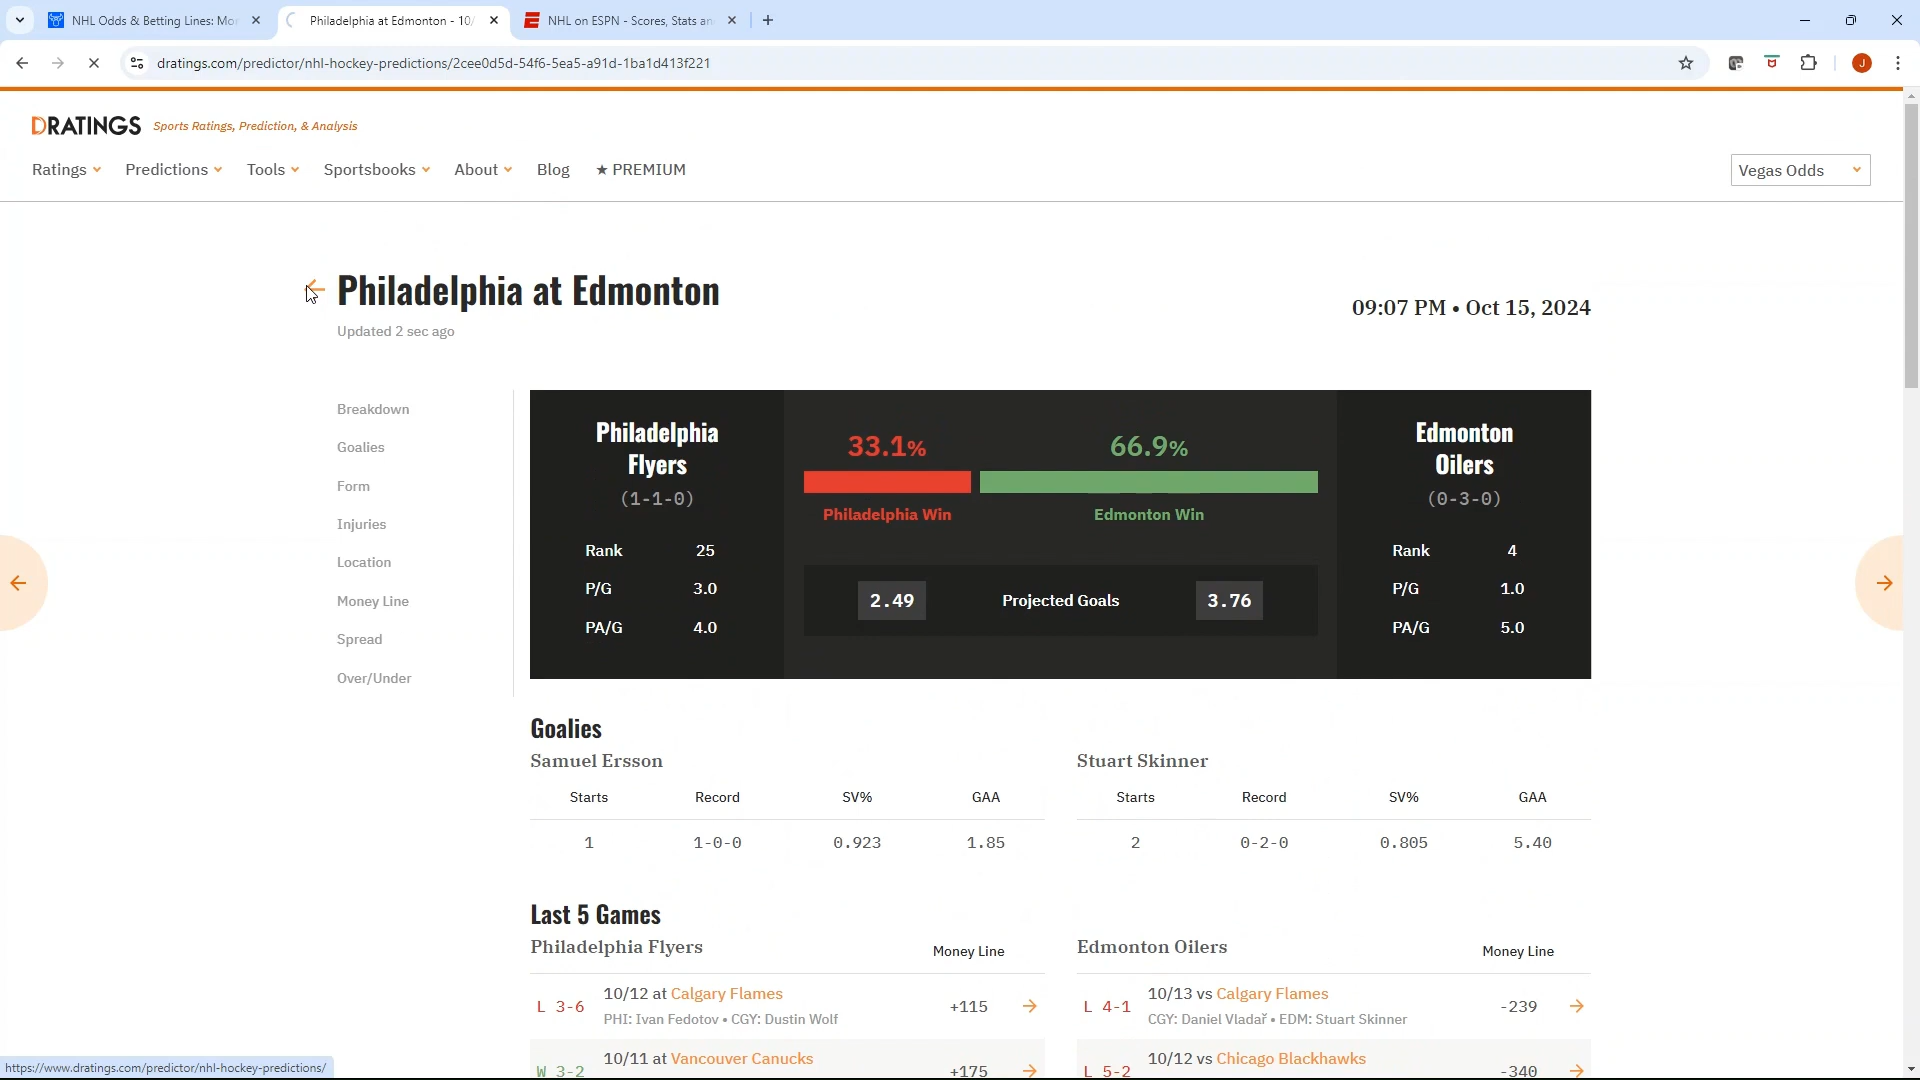 NHL Odds & Betting Lines: Mo
Philadelphia at Edmonton - 10/
NHL on ESPN - Scores, Stats an
dratings.com/predictor/nhl-hockey-predictions/2cee0d5d-54f6-5ea5-a91d-1ba1d413f221
J
DRATINGS Sports Ratings, Prediction, & Analysis
Ratings Predictions Tools Sportsbooks About Blog ★ PREMIUM
Vegas Odds
Philadelphia at Edmonton
09:07 PM • Oct 15, 2024
Updated 2 sec ago
Breakdown
Goalies
Form
Injuries
Location
Money Line
Spread
Over/Under
Philadelphia
Flyers
(1-1-0)
Rank 25
P/G 3.0
PA/G 4.0
33.1% 66.9%
Philadelphia Win Edmonton Win
2.49 Projected Goals 3.76
Edmonton
Oilers
(0-3-0)
Rank 4
P/G 1.0
PA/G 5.0
Goalies
Samuel Ersson
Starts Record SV% GAA
1 1-0-0 0.923 1.85
Stuart Skinner
Starts Record SV% GAA
2 0-2-0 0.805 5.40
Last 5 Games
Philadelphia Flyers Money Line
L 3-6 10/12 at Calgary Flames +115
PHI: Ivan Fedotov • CGY: Dustin Wolf
W 3-2 10/11 at Vancouver Canucks +175
Edmonton Oilers Money Line
L 4-1 10/13 vs Calgary Flames -239
CGY: Daniel Vladař • EDM: Stuart Skinner
L 5-2 10/12 vs Chicago Blackhawks -340
https://www.dratings.com/predictor/nhl-hockey-predictions/